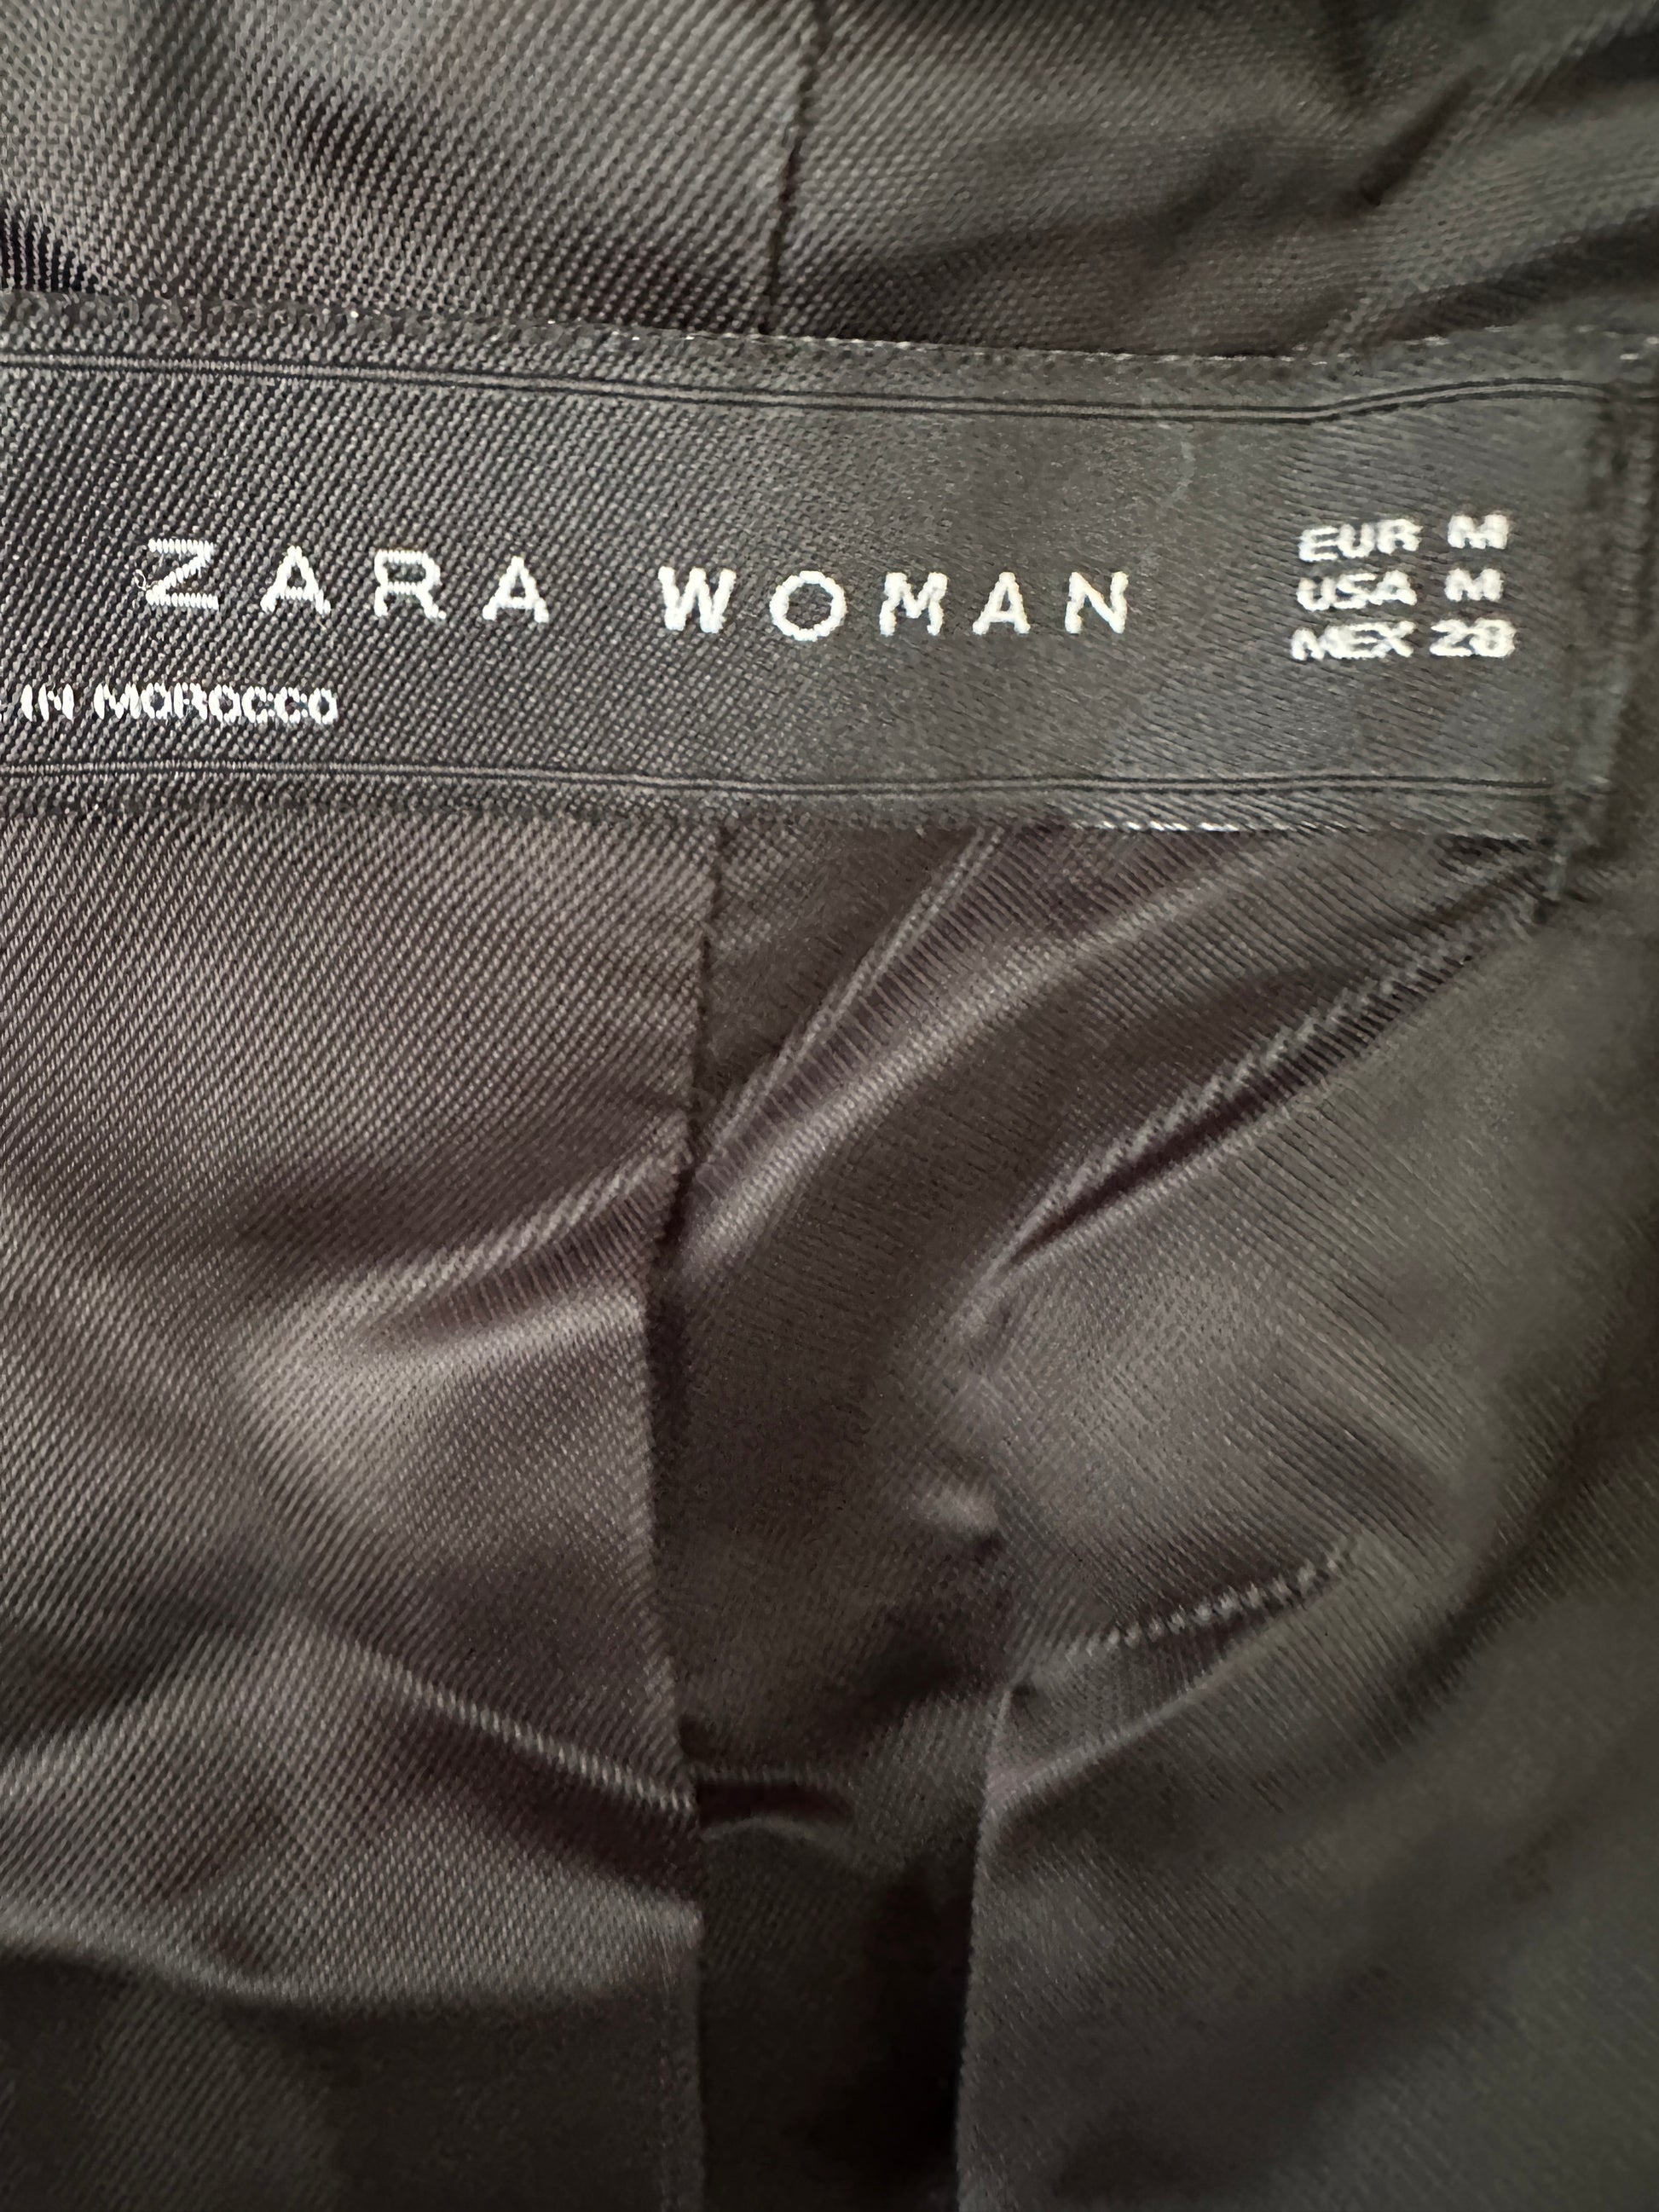 ZARA WOMAN
EUR M
USA M
MEX 28
IN MOROCCO